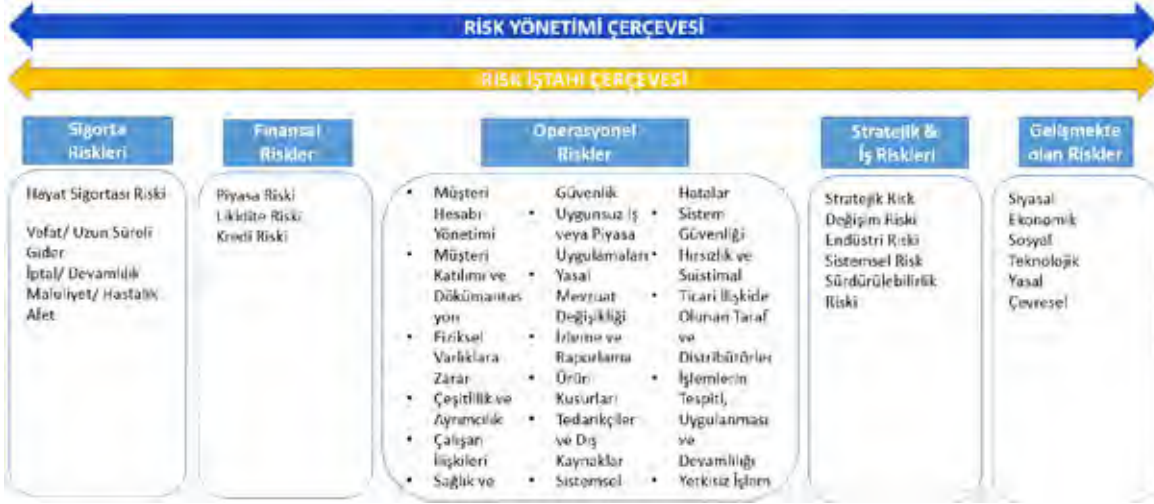 RİSK YÖNETİMİ ÇERÇEVESİ
RİSK İŞTAHI ÇERÇEVESİ
Sigorta
Riskleri
Hayat Sigortası Riski
Vefat/ Uzun Süreli
Gider
İptal/ Devamlılık
Maluliyet/ Hastalık
Afet
Finansal
Riskler
Piyasa Riski
Likidite Riski
Kredi Riski
Operasyonel
Riskler
• Müşteri
Hesabı
Yönetimi
• Müşteri
Katılımı ve
Dökümantas
yon
• Fiziksel
Varlıklara
Zarar
• Çeşitlilik ve
Ayrımcılık
• Çalışan
İlişkileri
• Sağlık ve
Güvenlik
• Uygunsuz İş
veya Piyasa
Uygulamaları
• Yasal
Mevzuat
Değişikliği
• İzleme ve
Raporlama
• Ürün
Kusurları
• Tedarikçiler
ve Dış
Kaynaklar
• Sistemsel
Hatalar
• Sistem
Güvenliği
• Hırsızlık ve
Suistimal
• Ticari İlişkide
Olunan Taraf
ve
Distribütörler
• İşlemlerin
Tespiti,
Uygulanması
ve
Devamlılığı
• Yetkisiz İşlem
Stratejik &
İş Riskleri
Stratejik Risk
Değişim Riski
Endüstri Riski
Sistemsel Risk
Sürdürülebilirlik
Riski
Gelişmekte
olan Riskler
Siyasal
Ekonomik
Sosyal
Teknolojik
Yasal
Çevresel